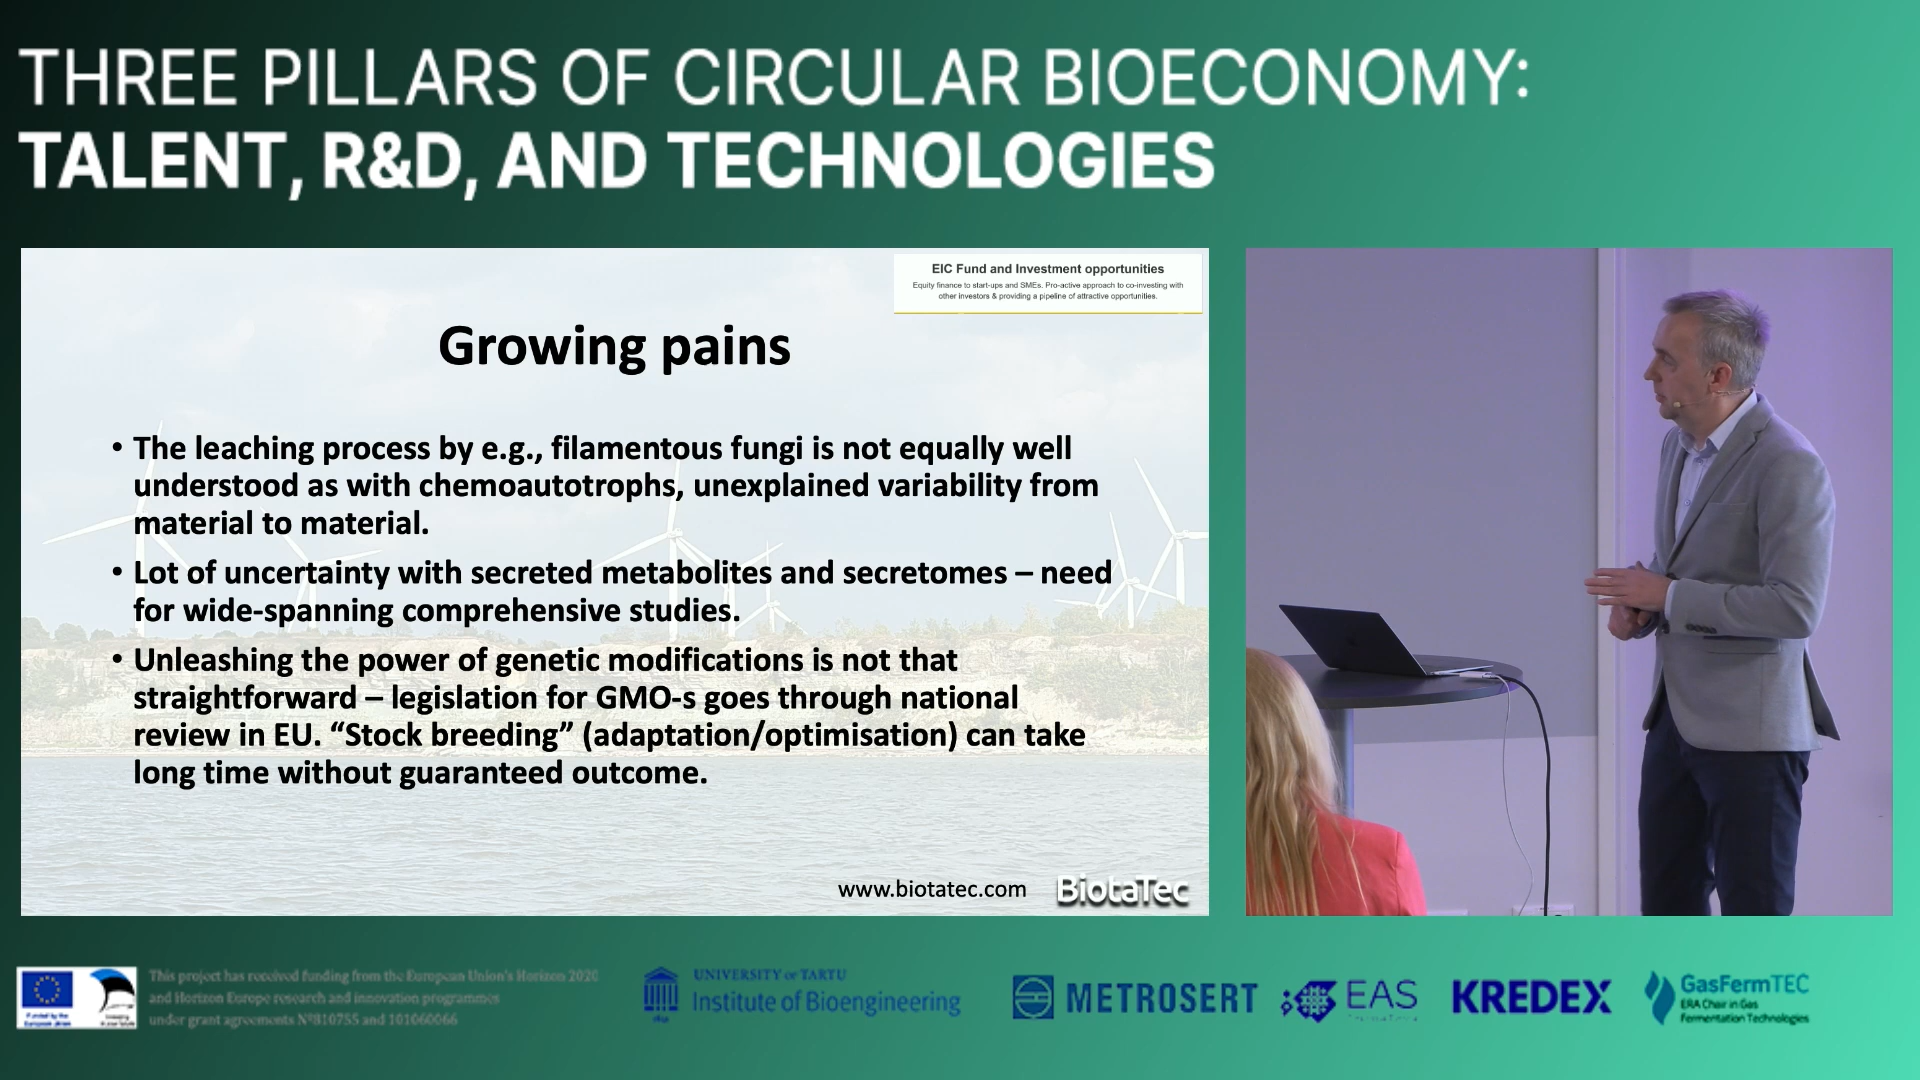 THREE PILLARS OF CIRCULAR BIOECONOMY:
TALENT, R&D, AND TECHNOLOGIES
EIC Fund and Investment opportunities
Equity finance to start-ups and SMEs. Pro-active approach to co-investing with
other investors & providing a pipeline of attractive opportunities.
Growing pains
• The leaching process by e.g., filamentous fungi is not equally well
understood as with chemoautotrophs, unexplained variability from
material to material.
• Lot of uncertainty with secreted metabolites and secretomes – need
for wide-spanning comprehensive studies.
• Unleashing the power of genetic modifications is not that
straightforward – legislation for GMO-s goes through national
review in EU. “Stock breeding” (adaptation/optimisation) can take
long time without guaranteed outcome.
www.biotatec.com
BiotaTec
Funded by the
European Union
This project has received funding from the European Union's Horizon 2020
and Horizon Europe research and innovation programmes
under grant agreements Nº810755 and 101060066
UNIVERSITY OF TARTU
Institute of Bioengineering
METROSERT
EAS
KREDEX
GasFermTEC
ERA Chair in Gas
Fermentation Technologies